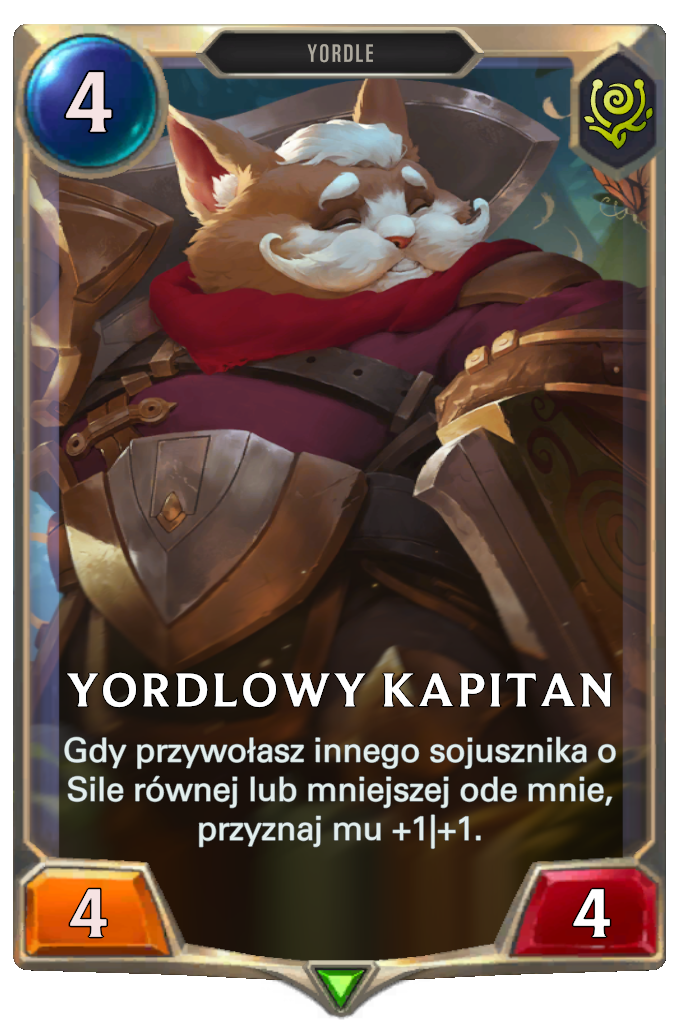 YORDLE
4
YORDLOWY KAPITAN
Gdy przywołasz innego sojusznika o
Sile równej lub mniejszej ode mnie,
przyznaj mu +1|+1.
4
4